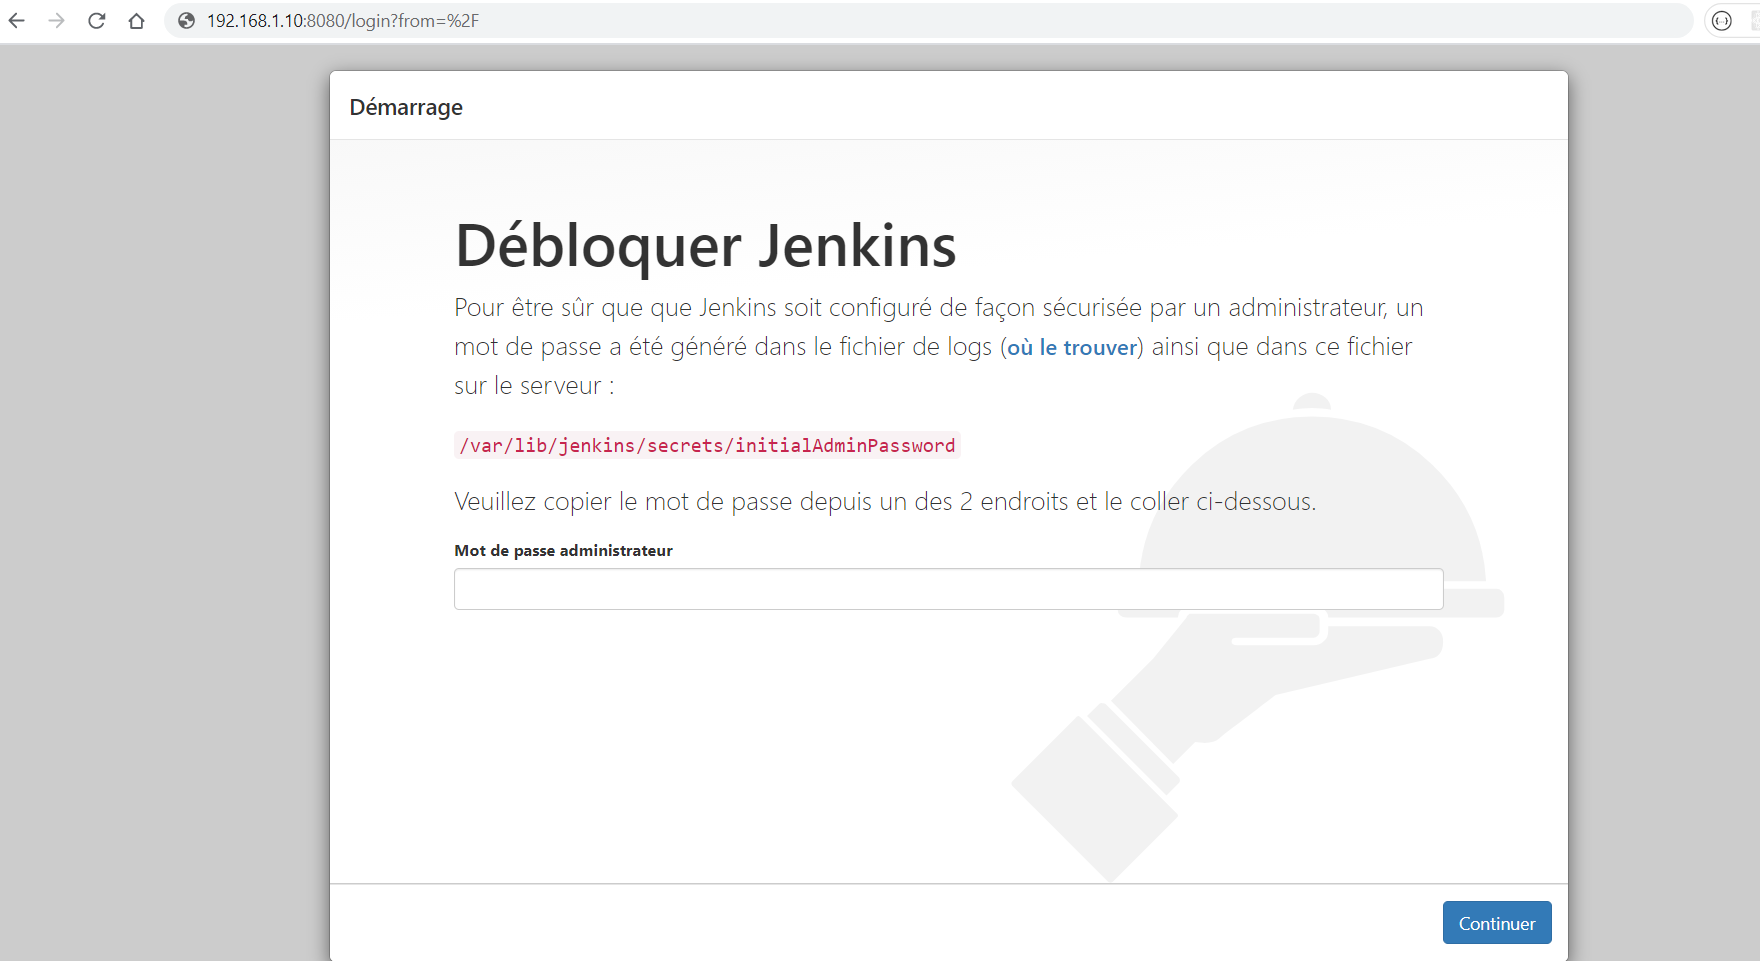 192.168.1.10:8080/login?from=%2F
Démarrage
Débloquer Jenkins
Pour être sûr que que Jenkins soit configuré de façon sécurisée par un administrateur, un
mot de passe a été généré dans le fichier de logs (où le trouver) ainsi que dans ce fichier
sur le serveur :
/var/lib/jenkins/secrets/initialAdminPassword
Veuillez copier le mot de passe depuis un des 2 endroits et le coller ci-dessous.
Mot de passe administrateur
Continuer